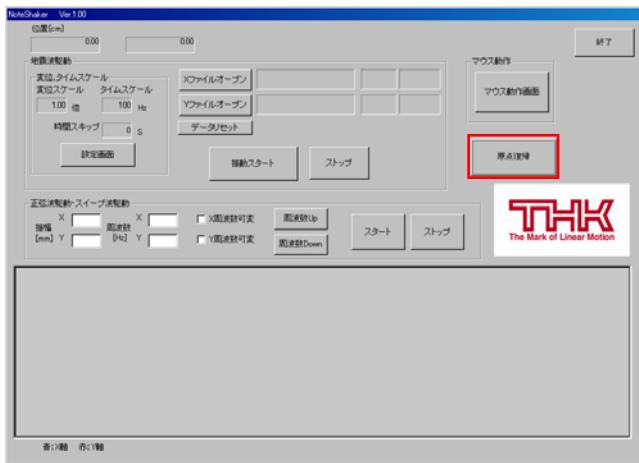 NoteShaker Ver.1.00
位置[cm]
0.00 0.00
終了
地震波駆動
マウス動作
変位.タイムスケール
変位スケール タイムスケール
1.00 倍 100 Hz
時間スキップ 0 S
設定画面
Xファイルオープン
Yファイルオープン
データリセット
振動スタート ストップ
マウス動作画面
原点復帰
正弦波駆動・スイープ波駆動
振幅[mm] X Y
周波数[Hz] X Y
X周波数可変
Y周波数可変
周波数Up
周波数Down
スタート ストップ
THK
The Mark of Linear Motion
青:X軸 赤:Y軸